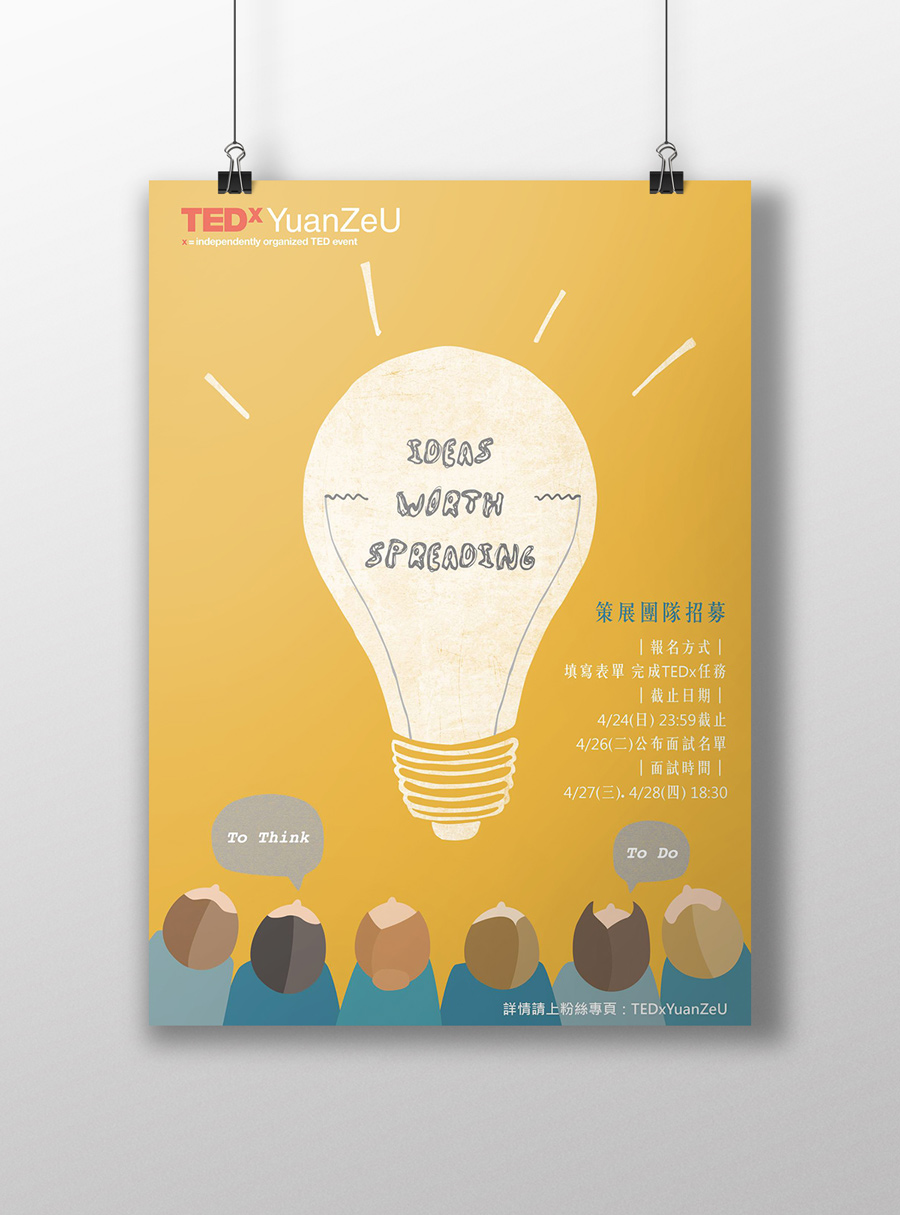 TEDx YuanZeU
x = independently organized TED event
IDEAS
WORTH
SPREADING
策展團隊招募
｜報名方式｜
填寫表單 完成TEDx任務
｜截止日期｜
4/24(日) 23:59截止
4/26(二)公布面試名單
｜面試時間｜
4/27(三). 4/28(四) 18:30
To Think
To Do
詳情請上粉絲專頁：TEDxYuanZeU